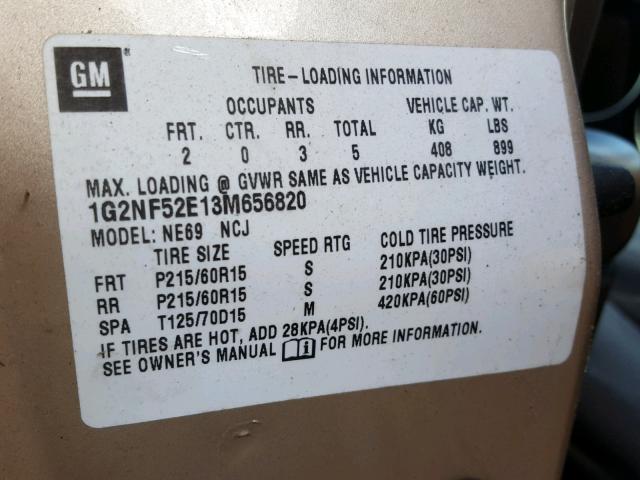 GM
TIRE-LOADING INFORMATION
OCCUPANTS VEHICLE CAP. WT.
FRT. CTR. RR. TOTAL KG LBS
2 0 3 5 408 899
MAX. LOADING @ GVWR SAME AS VEHICLE CAPACITY WEIGHT.
1G2NF52E13M656820
MODEL: NE69 NCJ
TIRE SIZE SPEED RTG COLD TIRE PRESSURE
FRT P215/60R15 S 210KPA(30PSI)
RR P215/60R15 S 210KPA(30PSI)
SPA T125/70D15 M 420KPA(60PSI)
IF TIRES ARE HOT, ADD 28KPA(4PSI).
SEE OWNER'S MANUAL FOR MORE INFORMATION.